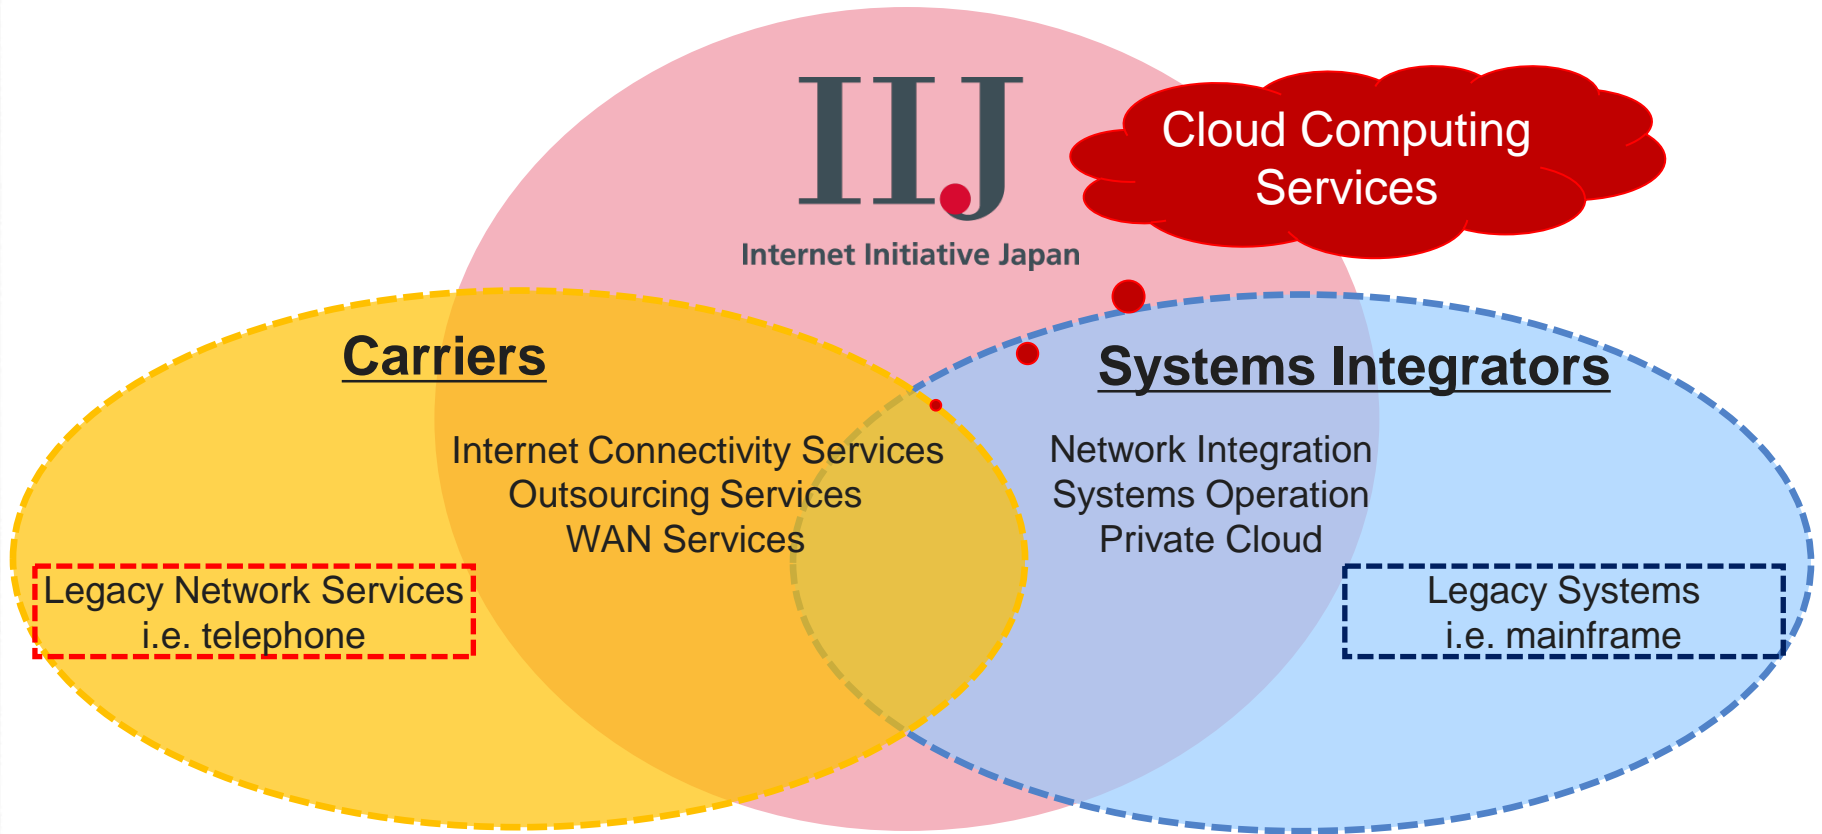 IIJ
Internet Initiative Japan
Cloud Computing
Services
Carriers
Systems Integrators
Internet Connectivity Services
Outsourcing Services
WAN Services
Network Integration
Systems Operation
Private Cloud
Legacy Network Services
i.e. telephone
Legacy Systems
i.e. mainframe